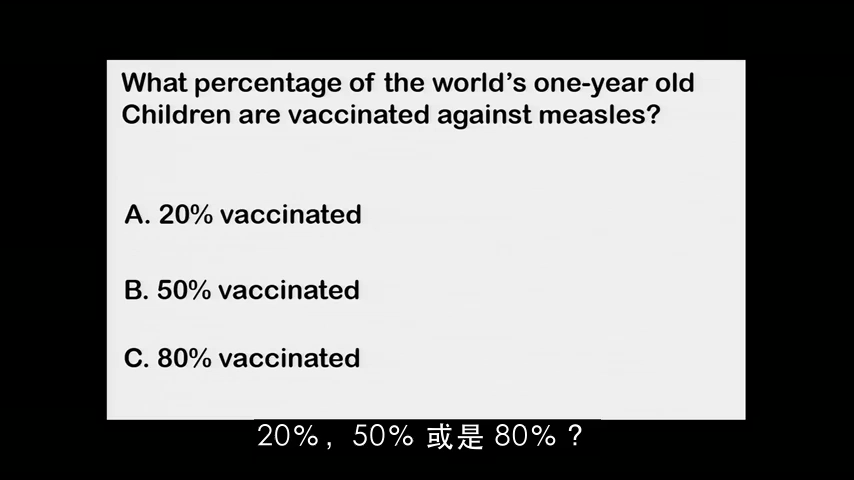 What percentage of the world's one-year old
Children are vaccinated against measles?
A. 20% vaccinated
B. 50% vaccinated
C. 80% vaccinated
20%，50% 或是 80%？